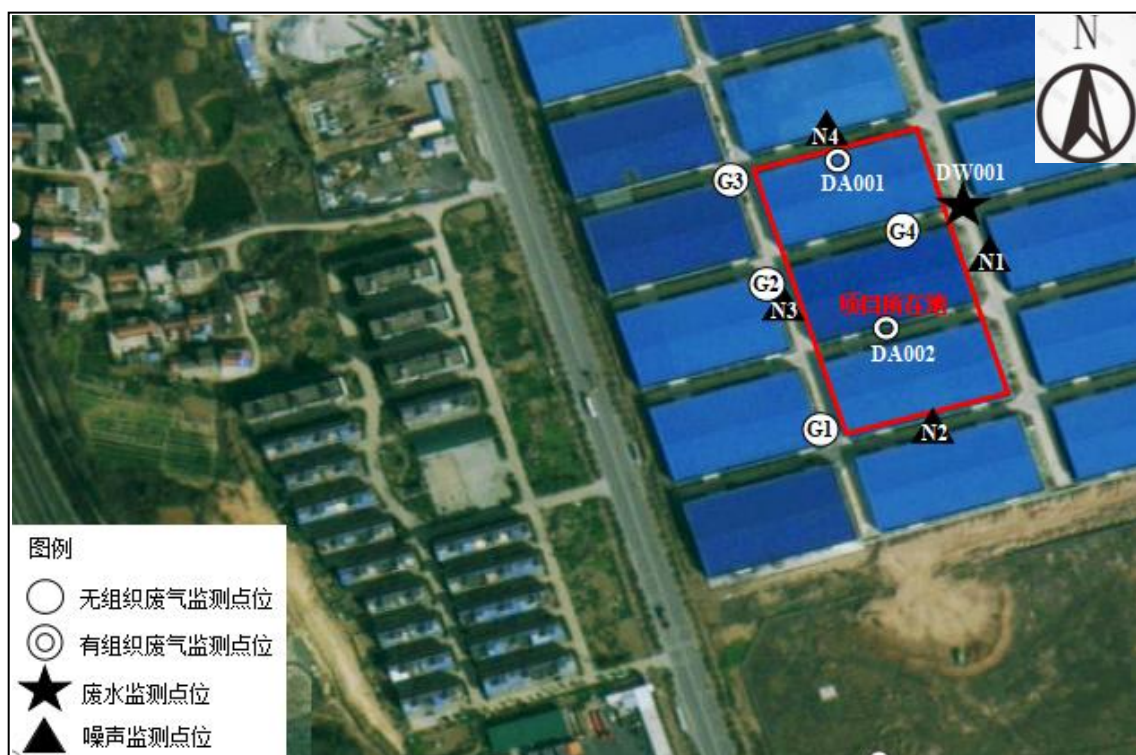 N
N4
G3
DA001
DW001
G4
N1
G2
N3
项目所在地
DA002
G1
N2
图例
无组织废气监测点位
有组织废气监测点位
废水监测点位
噪声监测点位